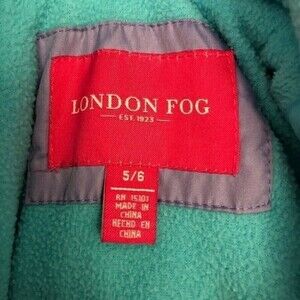 LONDON FOG
EST. 1923
5/6
RN 15101
MADE IN
CHINA
HECHO EN
CHINA